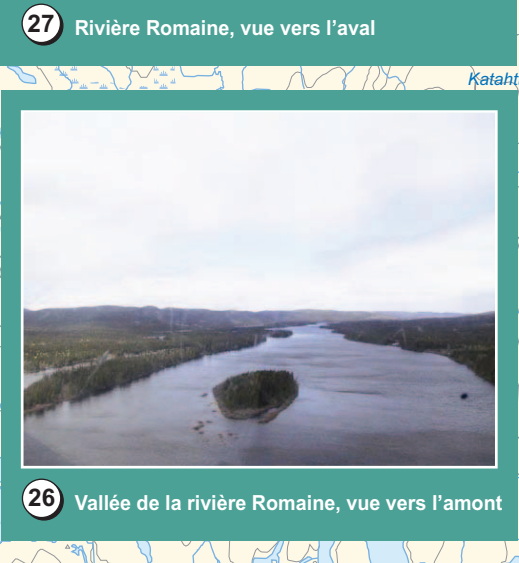 27 Rivière Romaine, vue vers l'aval
Kataht
26 Vallée de la rivière Romaine, vue vers l'amont